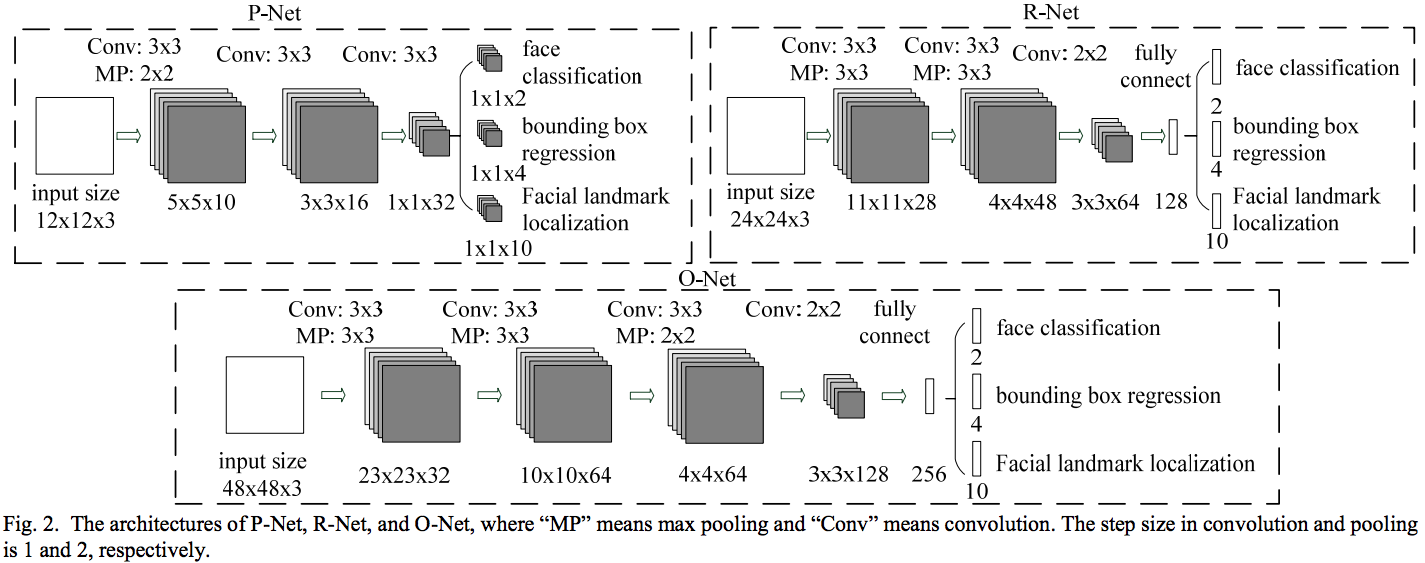 P-Net
Conv: 3x3
MP: 2x2
Conv: 3x3
Conv: 3x3
input size
12x12x3
5x5x10
3x3x16
1x1x32
face
classification
1x1x2
bounding box
regression
1x1x4
Facial landmark
localization
1x1x10
R-Net
Conv: 3x3
MP: 3x3
Conv: 3x3
MP: 3x3
Conv: 2x2
fully
connect
input size
24x24x3
11x11x28
4x4x48
3x3x64
128
face classification
2
bounding box
regression
4
Facial landmark
localization
10
O-Net
Conv: 3x3
MP: 3x3
Conv: 3x3
MP: 3x3
Conv: 3x3
MP: 2x2
Conv: 2x2
fully
connect
input size
48x48x3
23x23x32
10x10x64
4x4x64
3x3x128
256
face classification
2
bounding box regression
4
Facial landmark localization
10
Fig. 2. The architectures of P-Net, R-Net, and O-Net, where “MP” means max pooling and “Conv” means convolution. The step size in convolution and pooling
is 1 and 2, respectively.